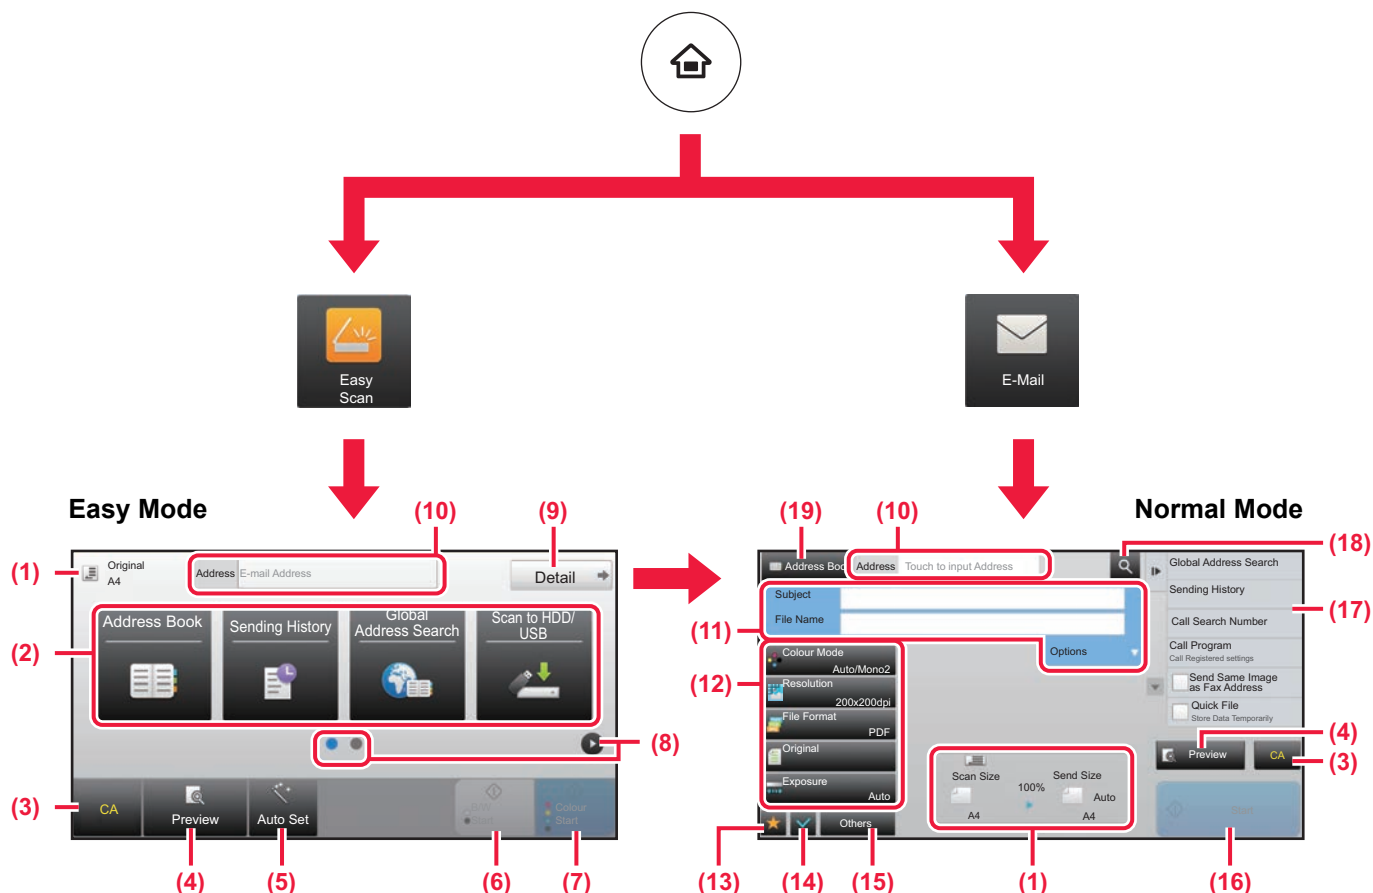 Easy
Scan
E-Mail
Easy Mode
Normal Mode
(10)
(9)
(19)
(10)
(18)
(1)
Original
A4
Address
E-mail Address
Detail
Address Book
Sending History
Global
Address Search
Scan to HDD/
USB
(2)
(8)
(3)
CA
Preview
Auto Set
B/W
Start
Colour
Start
(4)
(5)
(6)
(7)
Address Boo
Address
Touch to input Address
Global Address Search
Sending History
(17)
Call Search Number
Call Program
Call Registered settings
Send Same Image
as Fax Address
Quick File
Store Data Temporarily
Subject
File Name
(11)
Options
(12)
Colour Mode
Auto/Mono2
Resolution
200x200dpi
File Format
PDF
Original
Exposure
Auto
Scan Size
A4
100%
Send Size
Auto
A4
(4)
Preview
CA
(3)
Others
Start
(13)
(14)
(15)
(1)
(16)